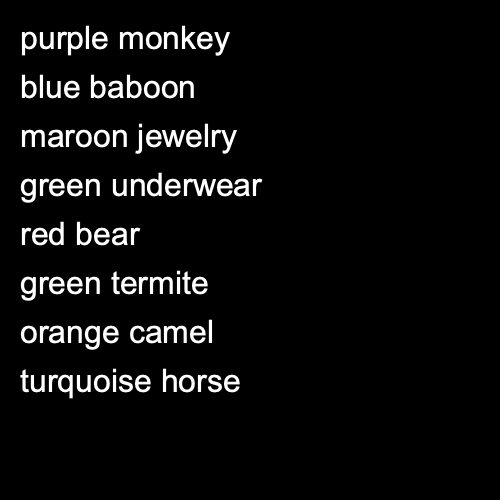 purple monkey
blue baboon
maroon jewelry
green underwear
red bear
green termite
orange camel
turquoise horse